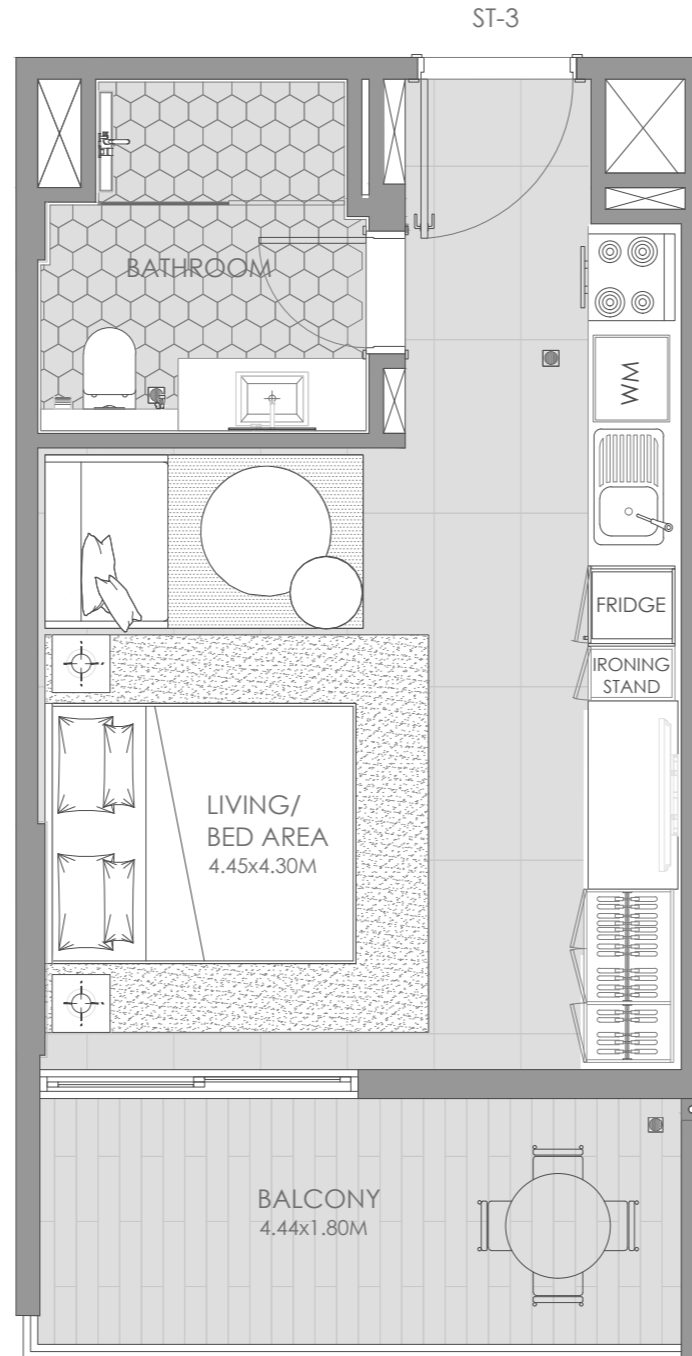 ST-3
BATHROOM
WM
FRIDGE
IRONING
STAND
LIVING/
BED AREA
4.45x4.30M
BALCONY
4.44x1.80M